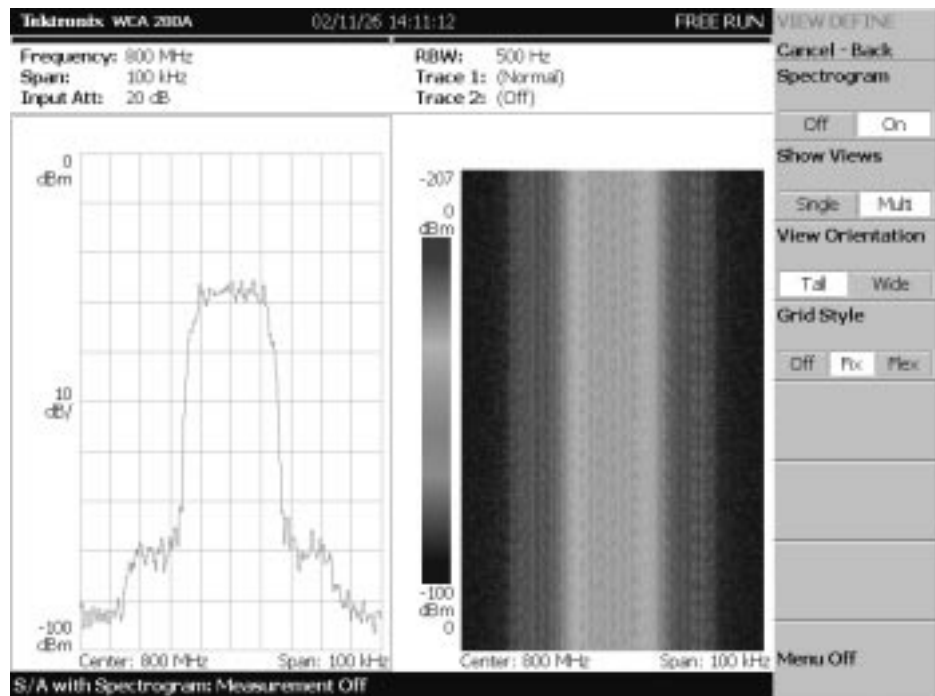 Tektronix WCA 200A 02/11/26 14:11:12 FREE RUN
Frequency: 800 MHz
Span: 100 kHz
Input Att: 20 dB
RBW: 500 Hz
Trace 1: (Normal)
Trace 2: (Off)
0
dBm
10
dB/
-100
dBm
Center: 800 MHz Span: 100 kHz
-207
0
dBm
-100
dBm
0
Center: 800 MHz Span: 100 kHz
S/A with Spectrogram: Measurement Off
VIEW DEFINE
Cancel - Back
Spectrogram
Off On
Show Views
Single Multi
View Orientation
Tall Wide
Grid Style
Off Fix Flex
Menu Off